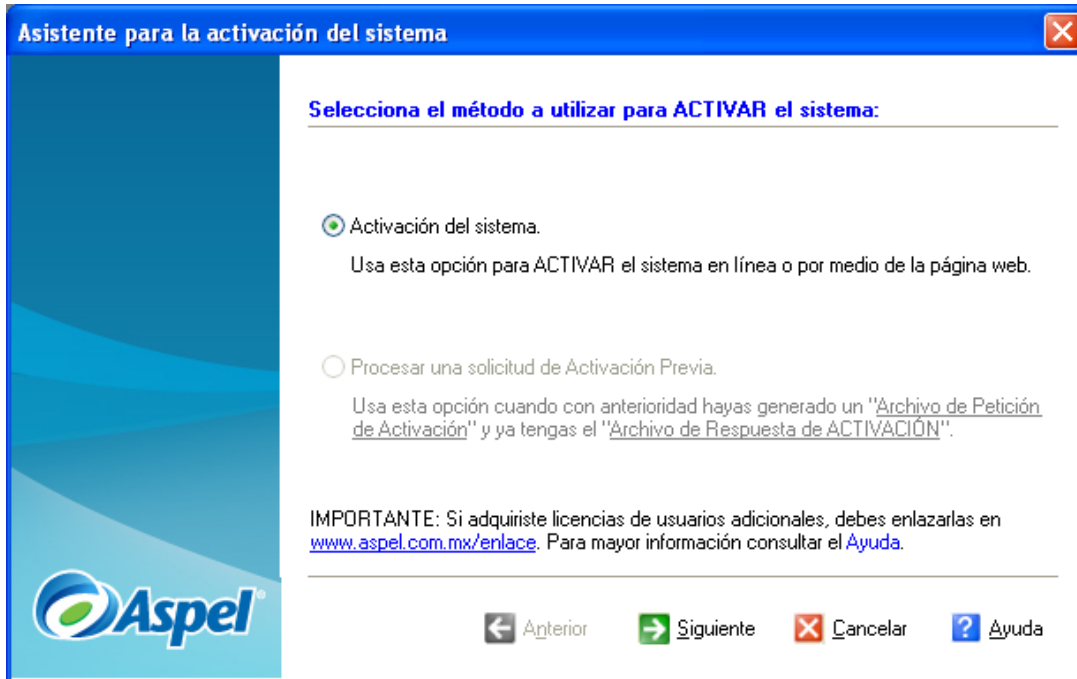 Asistente para la activación del sistema
Selecciona el método a utilizar para ACTIVAR el sistema:
Activación del sistema.
Usa esta opción para ACTIVAR el sistema en línea o por medio de la página web.
Procesar una solicitud de Activación Previa.
Usa esta opción cuando con anterioridad hayas generado un "Archivo de Petición
de Activación" y ya tengas el "Archivo de Respuesta de ACTIVACIÓN".
IMPORTANTE: Si adquiriste licencias de usuarios adicionales, debes enlazarlas en
www.aspel.com.mx/enlace. Para mayor información consultar el Ayuda.
Aspel®
Anterior Siguiente Cancelar ? Ayuda